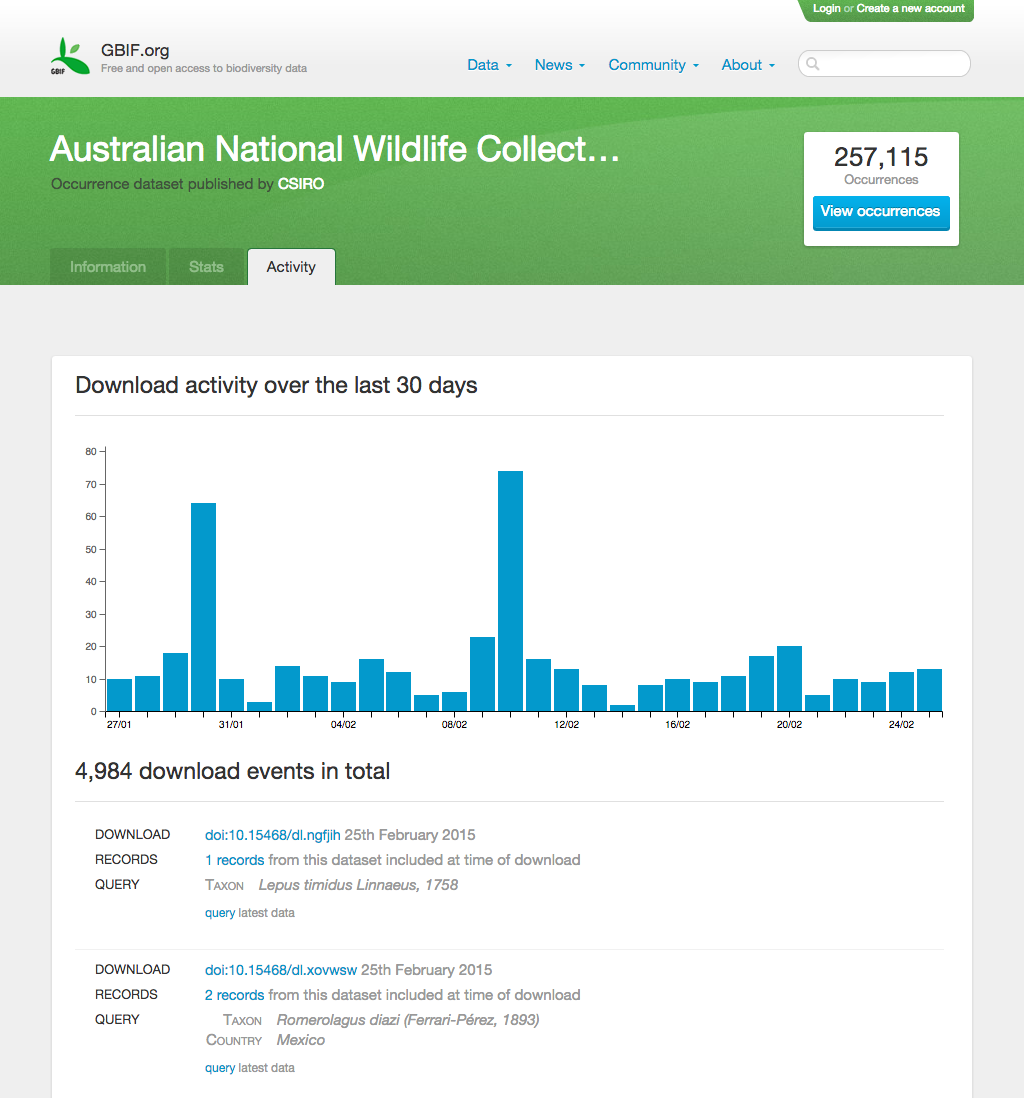 Login or Create a new account
GBIF.org
GBIF
Free and open access to biodiversity data
Data News Community About
Australian National Wildlife Collect…
Occurrence dataset published by CSIRO
257,115
Occurrences
View occurrences
Information Stats Activity
Download activity over the last 30 days
80
70
60
50
40
30
20
10
0
27/01 31/01 04/02 08/02 12/02 16/02 20/02 24/02
4,984 download events in total
DOWNLOAD doi:10.15468/dl.ngfjih 25th February 2015
RECORDS 1 records from this dataset included at time of download
QUERY TAXON Lepus timidus Linnaeus, 1758
query latest data
DOWNLOAD doi:10.15468/dl.xovwsw 25th February 2015
RECORDS 2 records from this dataset included at time of download
QUERY TAXON Romerolagus diazi (Ferrari-Pérez, 1893)
COUNTRY Mexico
query latest data